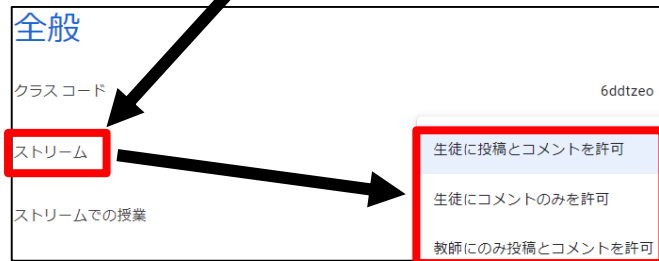 全般
クラス コード 6ddtzeo
ストリーム
生徒に投稿とコメントを許可
生徒にコメントのみを許可
ストリームでの授業
教師にのみ投稿とコメントを許可